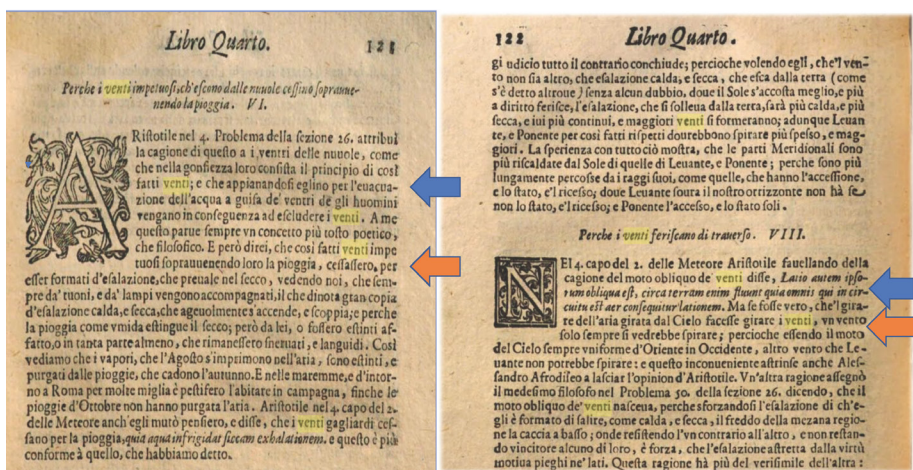 Libro Quarto. 121
Perche i venti impetuoſi, ch'eſcono dalle nuuole ceſſino ſoprauue-
nendo la pioggia. VI.
ARiſtotile nel 4. Problema della ſezione 26. attribuì
la cagione di queſto a i ventri delle nuuole, come
che nella gonfiezza loro conſiſta il principio di coſì
fatti venti; e che appianandoſi eglino per l'euacua-
zione dell'acqua a guiſa de' ventri de gli huomini
vengano in conſeguenza ad eſcludere i venti. A me
queſto parue ſempre vn concetto più toſto poetico,
che filoſofico. E però direi, che coſi fatti venti impe
tuoſi ſoprauuenendo loro la pioggia, ceſſaſſero, per
eſſer formati d'eſalazione, che preuale nel ſecco, vedendo noi, che ſem-
pre da' tuoni, e da' lampi vengono accompagnati, il che dinota gran copia
d'eſalazione calda, e ſecca, che ageuolmente s'accende, e ſcoppia; e perche
la pioggia come vmida eſtingue il ſecco; però da lei, o foſſero eſtinti af-
fatto, o in tanta parte almeno, che rimaneſſero ſneruati, e languidi. Così
vediamo che i vapori, che l'Agoſto s'imprimono nell'aria, ſono eſtinti, e
purgati dalle pioggie, che cadono l'autunno. E nelle maremme, e d'intor-
no a Roma per molte miglia è peſtifero l'abitare in campagna, finche le
pioggie d'Ottobre non hanno purgata l'aria. Ariſtotile nel 4. capo del 2.
delle Meteore anch'egli mutò penſiero, e diſſe, che i venti gagliardi ceſ-
ſano per la pioggia, quia aqua infrigidat ſiccam exhalationem. e queſto è più
conforme à quello, che habbiamo detto.
122 Libro Quarto.
gi udicio tutto il contrario conchiude; percioche volendo egli, che'l ven-
to non ſia altro, che eſalazione calda, e ſecca, che eſca dalla terra (come
s'è detto altroue) ſenza alcun dubbio, doue il Sole s'accoſta meglio, e più
a diritto feriſce, l'eſalazione, che ſi ſolleua dalla terra, ſarà più calda, e più
ſecca, e iui più continui, e maggiori venti ſi formeranno; adunque Leuan
te, e Ponente per cosi fatti riſpetti dourebbono ſpirare più ſpeſſo, e mag-
giori. La ſperienza con tutto ciò moſtra, che le parti Meridionali ſono
più riſcaldate dal Sole di quelle di Leuante, e Ponente; perche ſono più
lungamente percoſse da i raggi ſuoi, come quelle, che hanno l'acceſſione,
e lo ſtato, e'l riceſso; doue Leuante ſoura il noſtro orrizzonte non hà ſe
non lo ſtato, e'l riceſso; e Ponente l'acceſso, e lo ſtato ſoli.
Perche i venti feriſcano di trauerſo. VIII.
NEl 4. capo del 2. delle Meteore Ariſtotile fauellando della
cagione del moto obliquo de' venti diſſe, Latio autem ipſo-
rum obliqua eſt, circa terram enim fluunt quia omnis qui in cir-
cuitu eſt aer conſequitur lationem. Ma ſe foſſe vero, che'l gira-
re dell'aria girata dal Cielo faceſſe girare i venti, vn vento
ſolo ſempre ſi vedrebbe ſpirare; percioche eſſendo il moto
del Cielo ſempre vniforme d'Oriente in Occidente, altro vento che Le-
uante non potrebbe ſpirare: e queſto inconueniente aſtrinſe anche Aleſ-
ſandro Afrodiſeo a laſciar l'opinion d'Ariſtotile. Vn'altra ragione aſſegnò
il medeſimo filoſofo nel Problema 50. della ſezione 26. dicendo, che il
moto obliquo de' venti naſceua, perche sforzandoſi l'eſalazione di ch'e-
gli è formato di ſalire, come calda, e ſecca, il freddo della mezana regio-
ne la caccia a baſſo; onde reſiſtendo l'vn contrario all'altro, e non reſtan-
do vincitore alcuno di loro, è forza, che l'eſalazione aſtretta dalla virtù
motiua pieghi ne' lati. Queſta ragione hà più del veriſimile dell'altra: